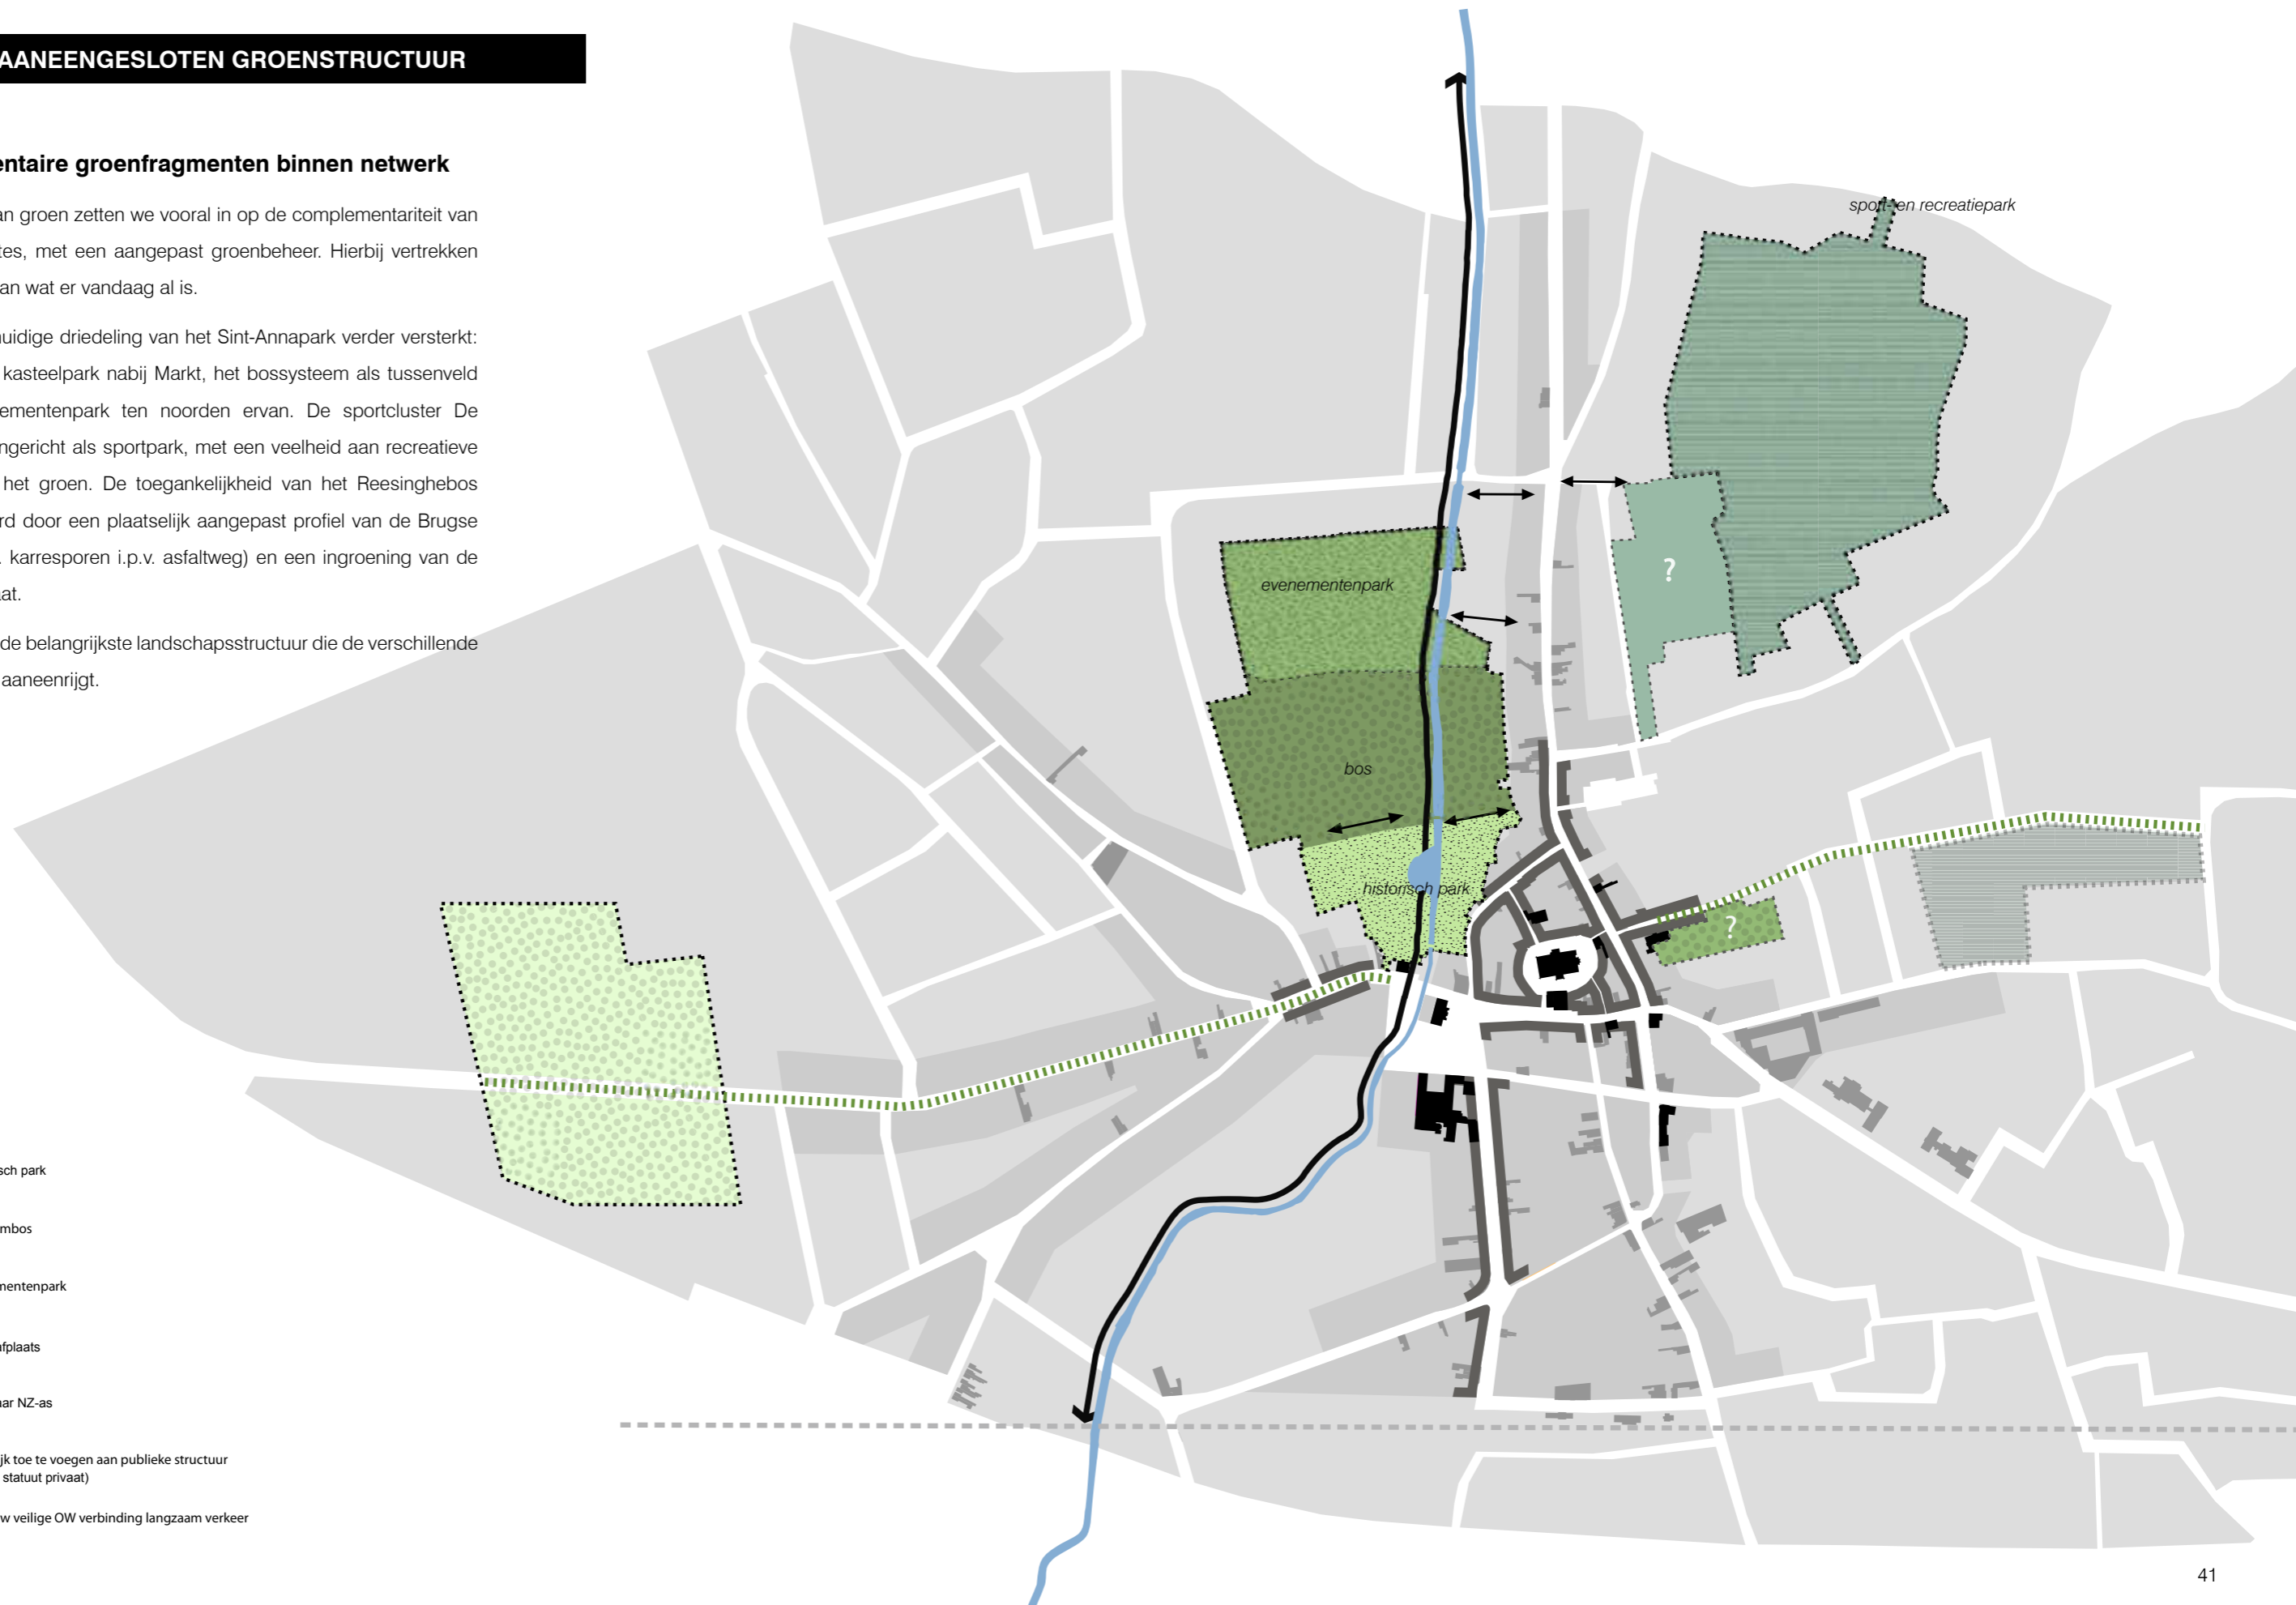 AANEENGESLOTEN GROENSTRUCTUUR
entaire groenfragmenten binnen netwerk
an groen zetten we vooral in op de complementariteit van
tes, met een aangepast groenbeheer. Hierbij vertrekken
an wat er vandaag al is.
uidige driedeling van het Sint-Annapark verder versterkt:
kasteelpark nabij Markt, het bossysteem als tussenveld
ementenpark ten noorden ervan. De sportcluster De
ngericht als sportpark, met een veelheid aan recreatieve
het groen. De toegankelijkheid van het Reesinghebos
rd door een plaatselijk aangepast profiel van de Brugse
. karresporen i.p.v. asfaltweg) en een ingroening van de
at.
de belangrijkste landschapsstructuur die de verschillende
aaneenrijgt.
sport- en recreatiepark
?
evenementenpark
bos
historisch park
?
sch park
mbos
mentenpark
afplaats
ar NZ-as
jk toe te voegen aan publieke structuur
statuut privaat)
w veilige OW verbinding langzaam verkeer
41